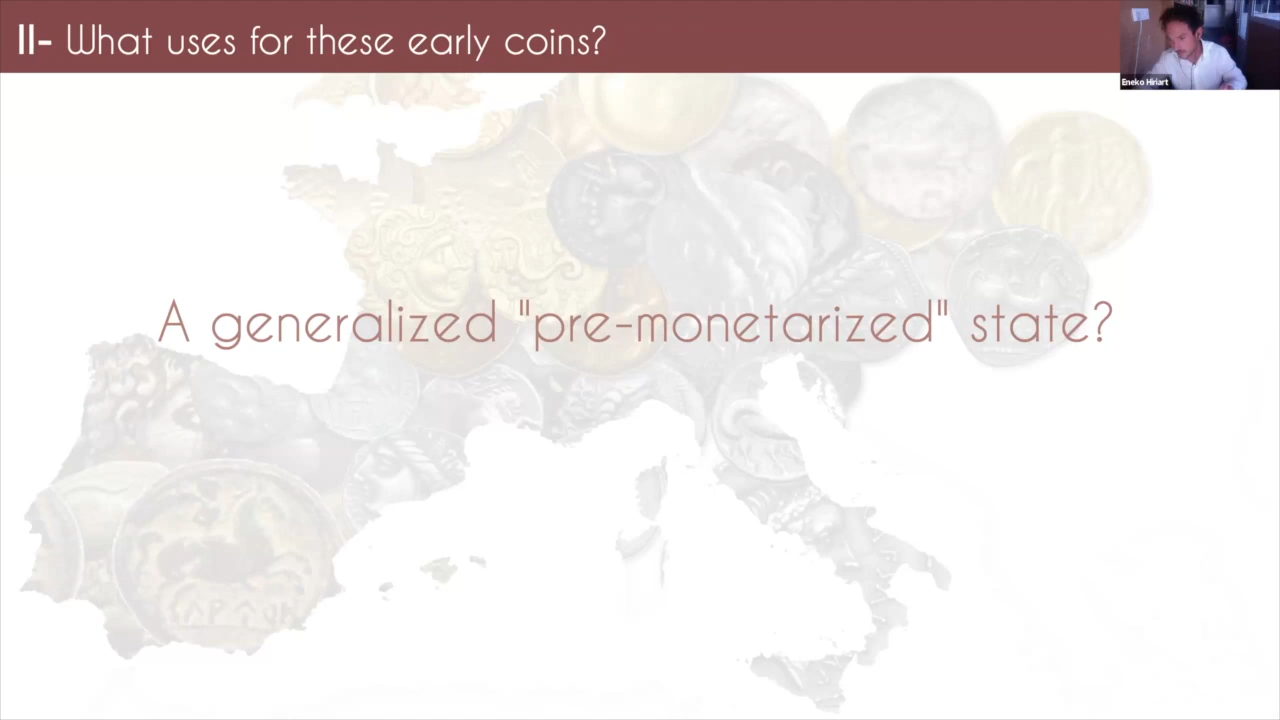 II- What uses for these early coins?
Eneko Hiriart
A generalized "pre-monetarized" state?